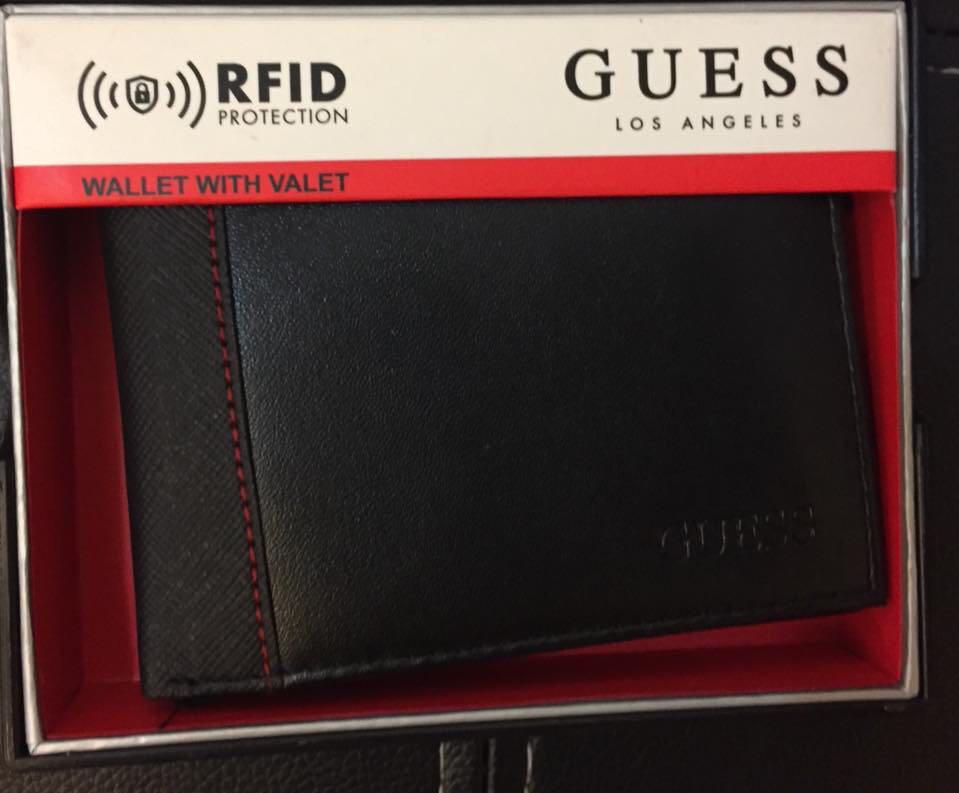 RFID
PROTECTION
GUESS
LOS ANGELES
WALLET WITH VALET
GUESS